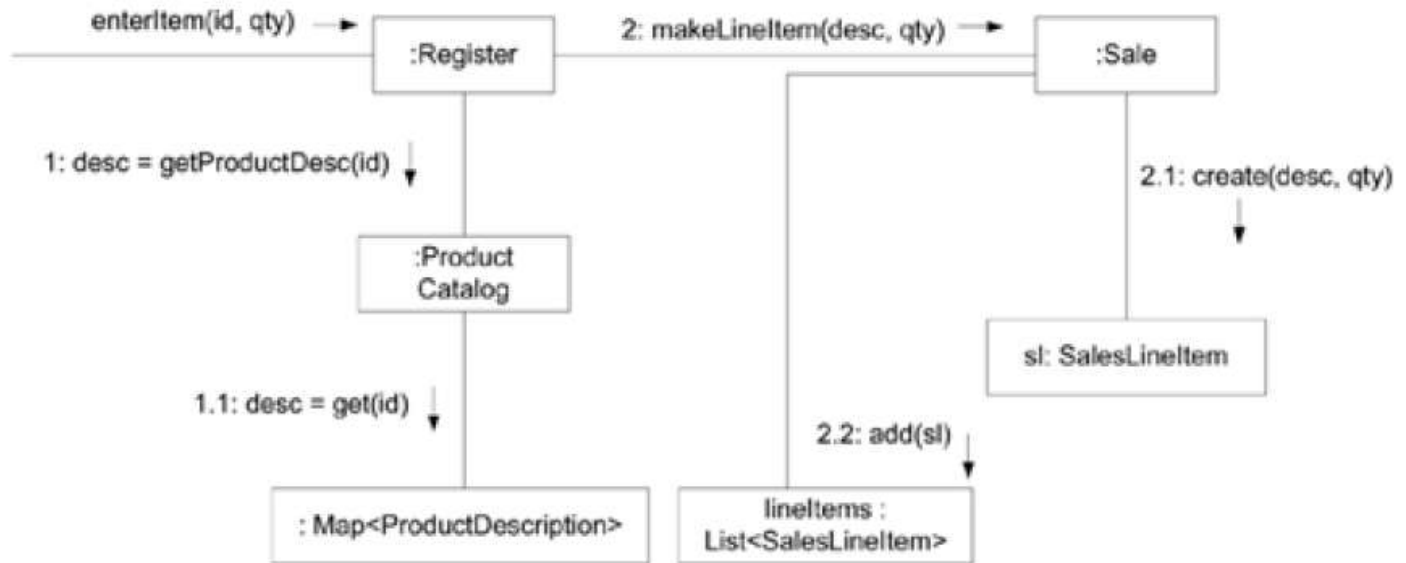 enterItem(id, qty)
:Register
2: makeLineItem(desc, qty)
:Sale
1: desc = getProductDesc(id)
2.1: create(desc, qty)
:Product
Catalog
sl: SalesLineItem
1.1: desc = get(id)
2.2: add(sl)
: Map<ProductDescription>
lineItems :
List<SalesLineItem>